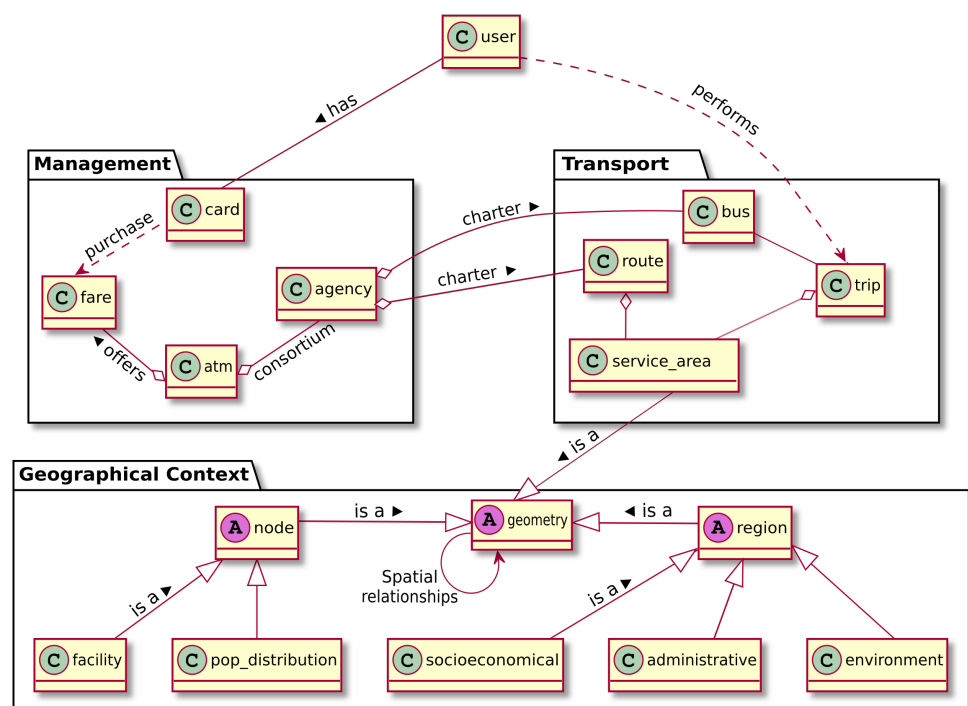 C user
◀ has
performs
Management
Transport
C card
C bus
purchase
charter ▶
C route
C fare
C agency
charter ▶
C trip
◀ offers
C atm
consortium
C service_area
◀ is a
Geographical Context
A node
is a ▶
A geometry
◀ is a
A region
Spatial
relationships
is a ▶
is a ▶
C facility
C pop_distribution
C socioeconomical
C administrative
C environment